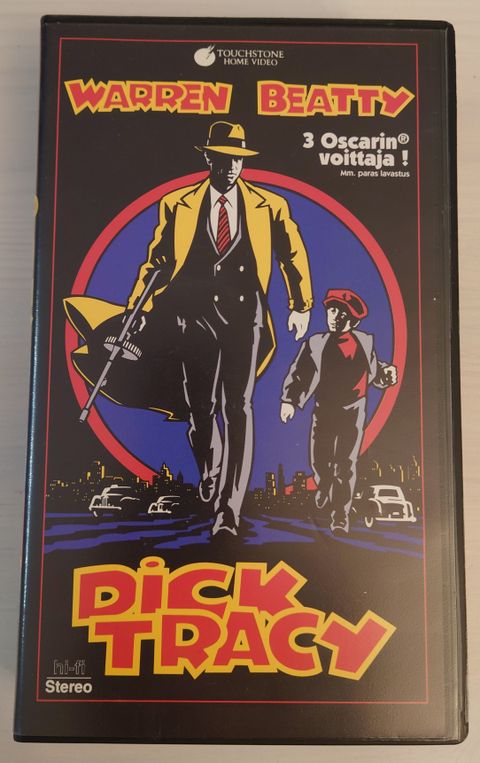 TOUCHSTONE
HOME VIDEO
WARREN BEATTY
3 Oscarin®
voittaja !
Mm. paras lavastus
DiCK
TRACY
hi-fi
Stereo